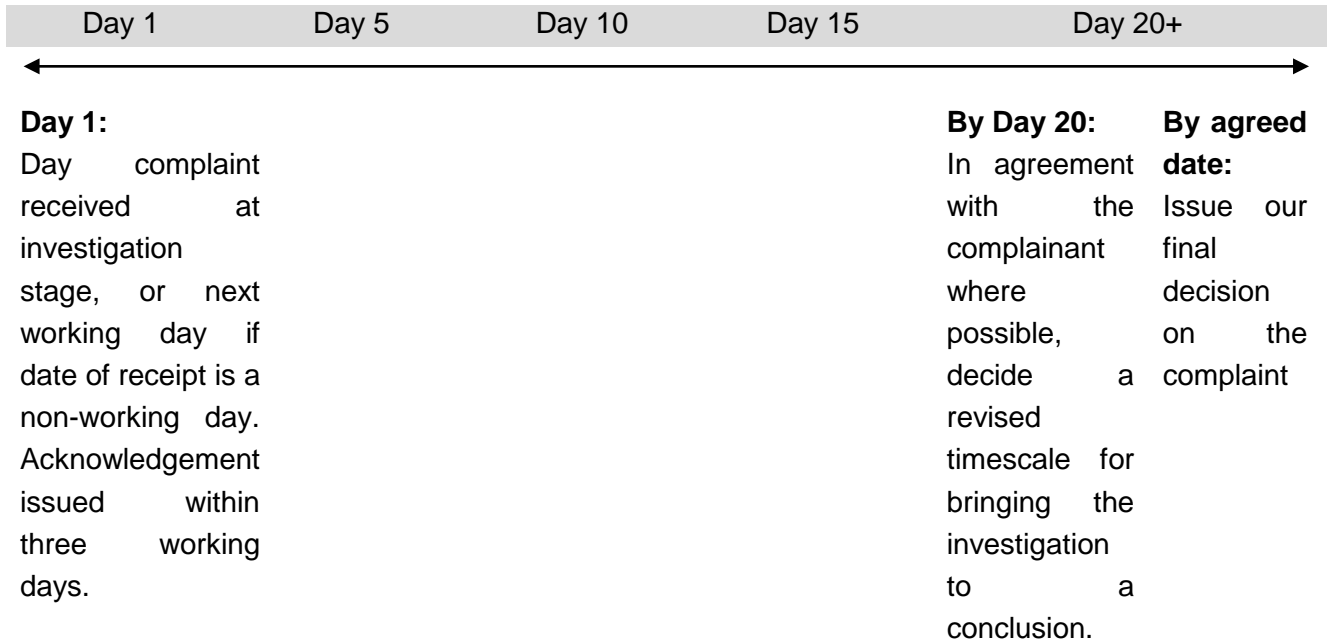 Day 1 Day 5 Day 10 Day 15 Day 20+
Day 1:
Day complaint
received at
investigation
stage, or next
working day if
date of receipt is a
non-working day.
Acknowledgement
issued within
three working
days.
By Day 20:
In agreement
with the
complainant
where
possible,
decide a
revised
timescale for
bringing the
investigation
to a
conclusion.
By agreed
date:
Issue our
final
decision
on the
complaint